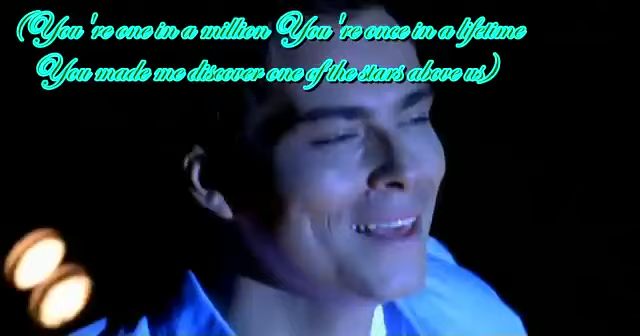 (You're one in a million You're once in a lifetime
You made me discover one of the stars above us)